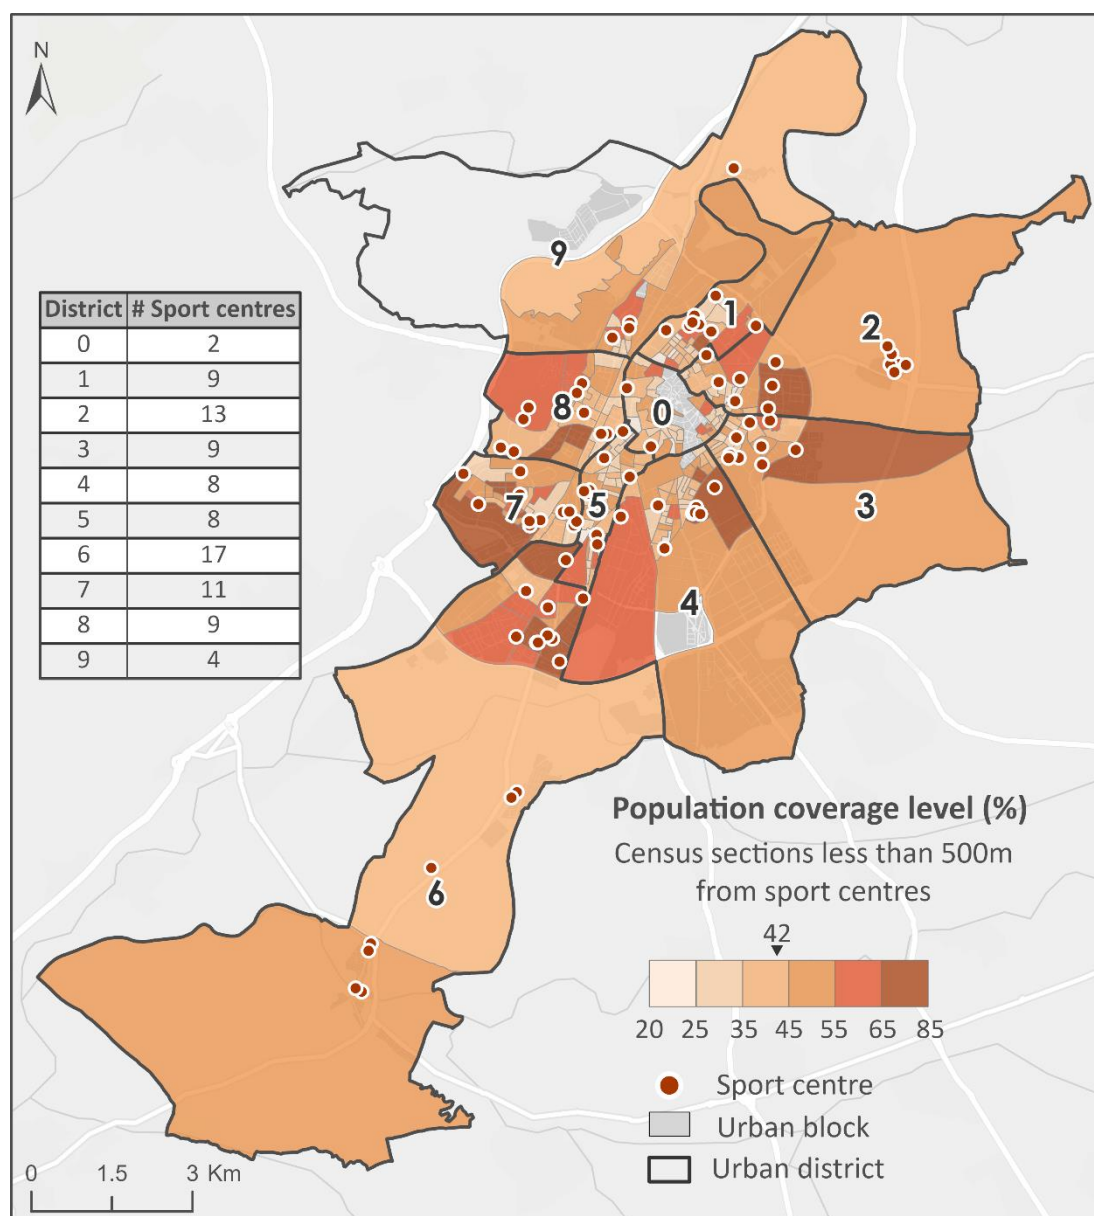 N
9
1
2
District # Sport centres
0 2
1 9
2 13
3 9
4 8
5 8
6 17
7 11
8 9
9 4
8
0
7
5
3
4
6
Population coverage level (%)
Census sections less than 500m
from sport centres
42
20 25 35 45 55 65 85
Sport centre
Urban block
Urban district
0 1.5 3 Km